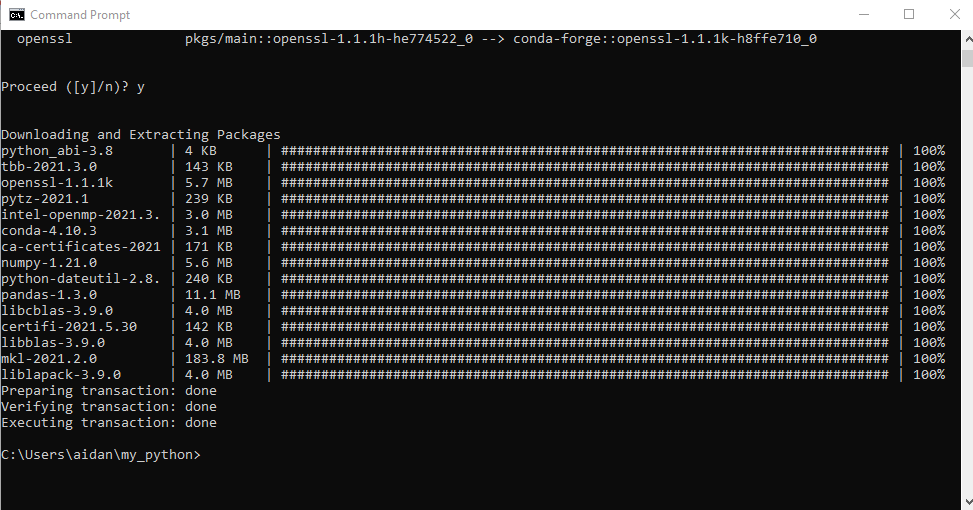 Command Prompt
openssl pkgs/main::openssl-1.1.1h-he774522_0 --> conda-forge::openssl-1.1.1k-h8ffe710_0
Proceed ([y]/n)? y
Downloading and Extracting Packages
python_abi-3.8 | 4 KB | ############################################################################ | 100%
tbb-2021.3.0 | 143 KB | ############################################################################ | 100%
openssl-1.1.1k | 5.7 MB | ############################################################################ | 100%
pytz-2021.1 | 239 KB | ############################################################################ | 100%
intel-openmp-2021.3. | 3.0 MB | ############################################################################ | 100%
conda-4.10.3 | 3.1 MB | ############################################################################ | 100%
ca-certificates-2021 | 171 KB | ############################################################################ | 100%
numpy-1.21.0 | 5.6 MB | ############################################################################ | 100%
python-dateutil-2.8. | 240 KB | ############################################################################ | 100%
pandas-1.3.0 | 11.1 MB | ############################################################################ | 100%
libcblas-3.9.0 | 4.0 MB | ############################################################################ | 100%
certifi-2021.5.30 | 142 KB | ############################################################################ | 100%
libblas-3.9.0 | 4.0 MB | ############################################################################ | 100%
mkl-2021.2.0 | 183.8 MB | ############################################################################ | 100%
liblapack-3.9.0 | 4.0 MB | ############################################################################ | 100%
Preparing transaction: done
Verifying transaction: done
Executing transaction: done
C:\Users\aidan\my_python>